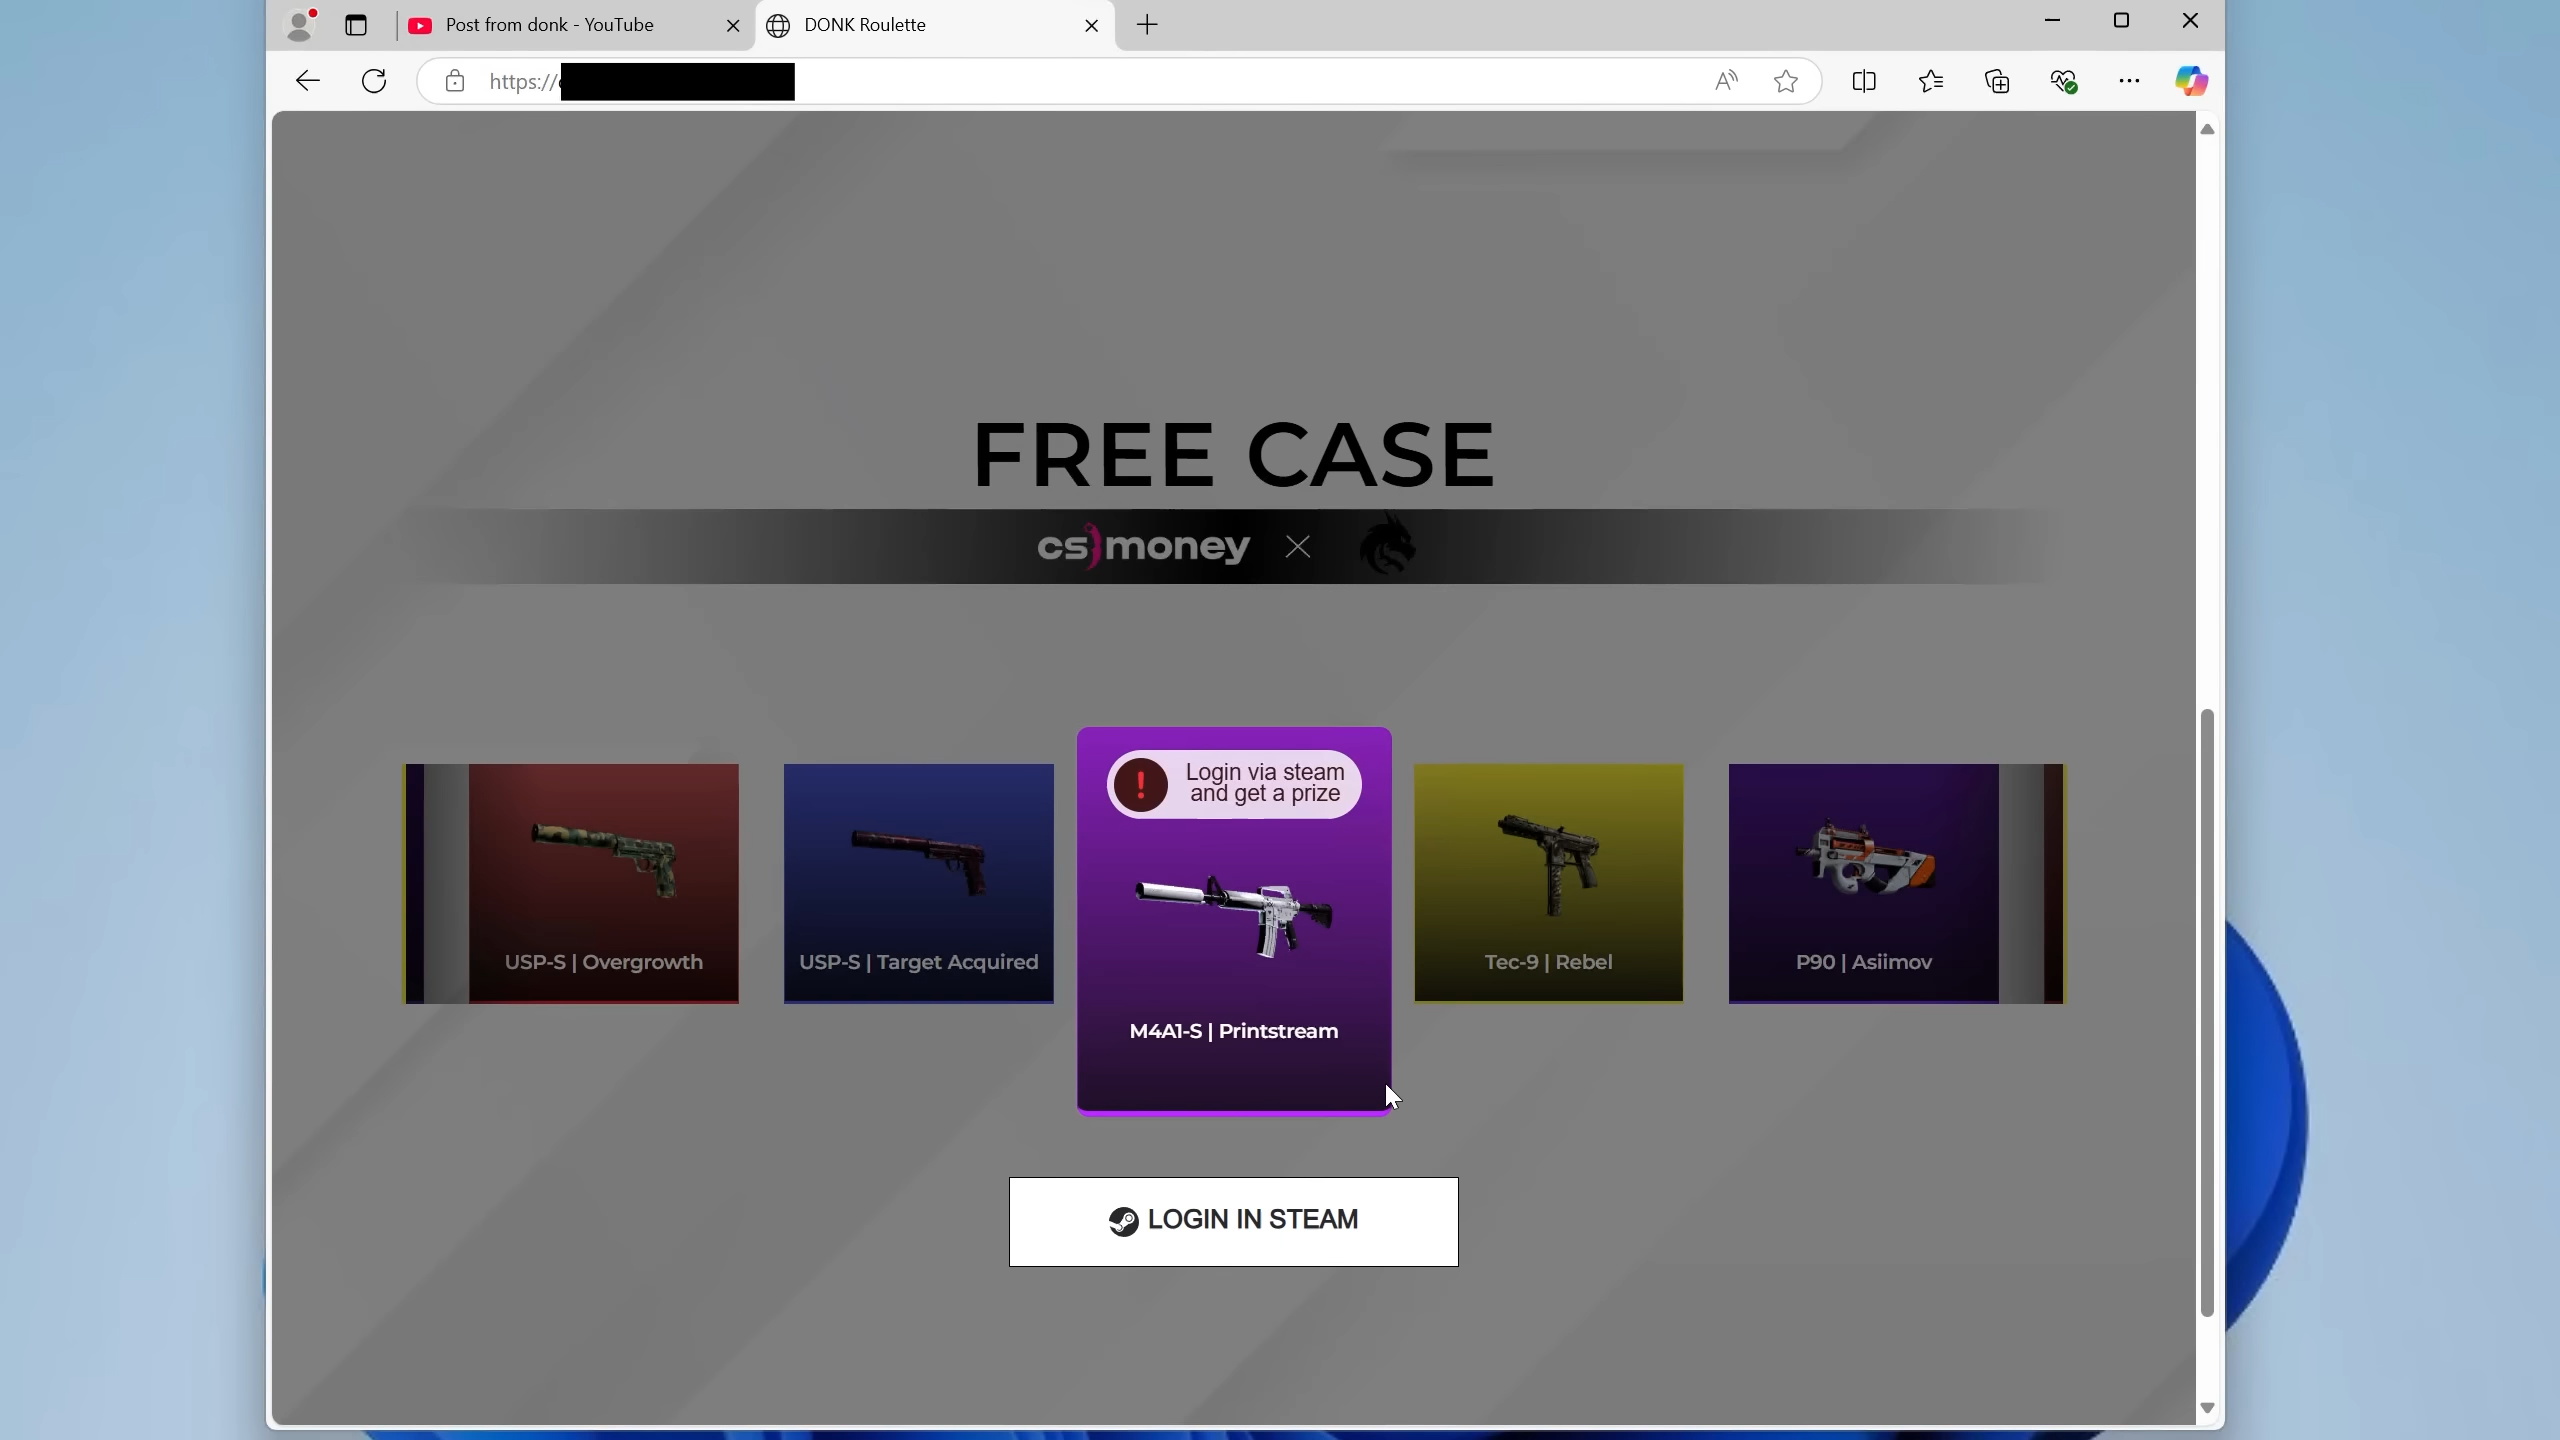 Post from donk - YouTube
DONK Roulette
https://
FREE CASE
cs money
Login via steam
and get a prize
USP-S | Overgrowth
USP-S | Target Acquired
M4A1-S | Printstream
Tec-9 | Rebel
P90 | Asiimov
LOGIN IN STEAM